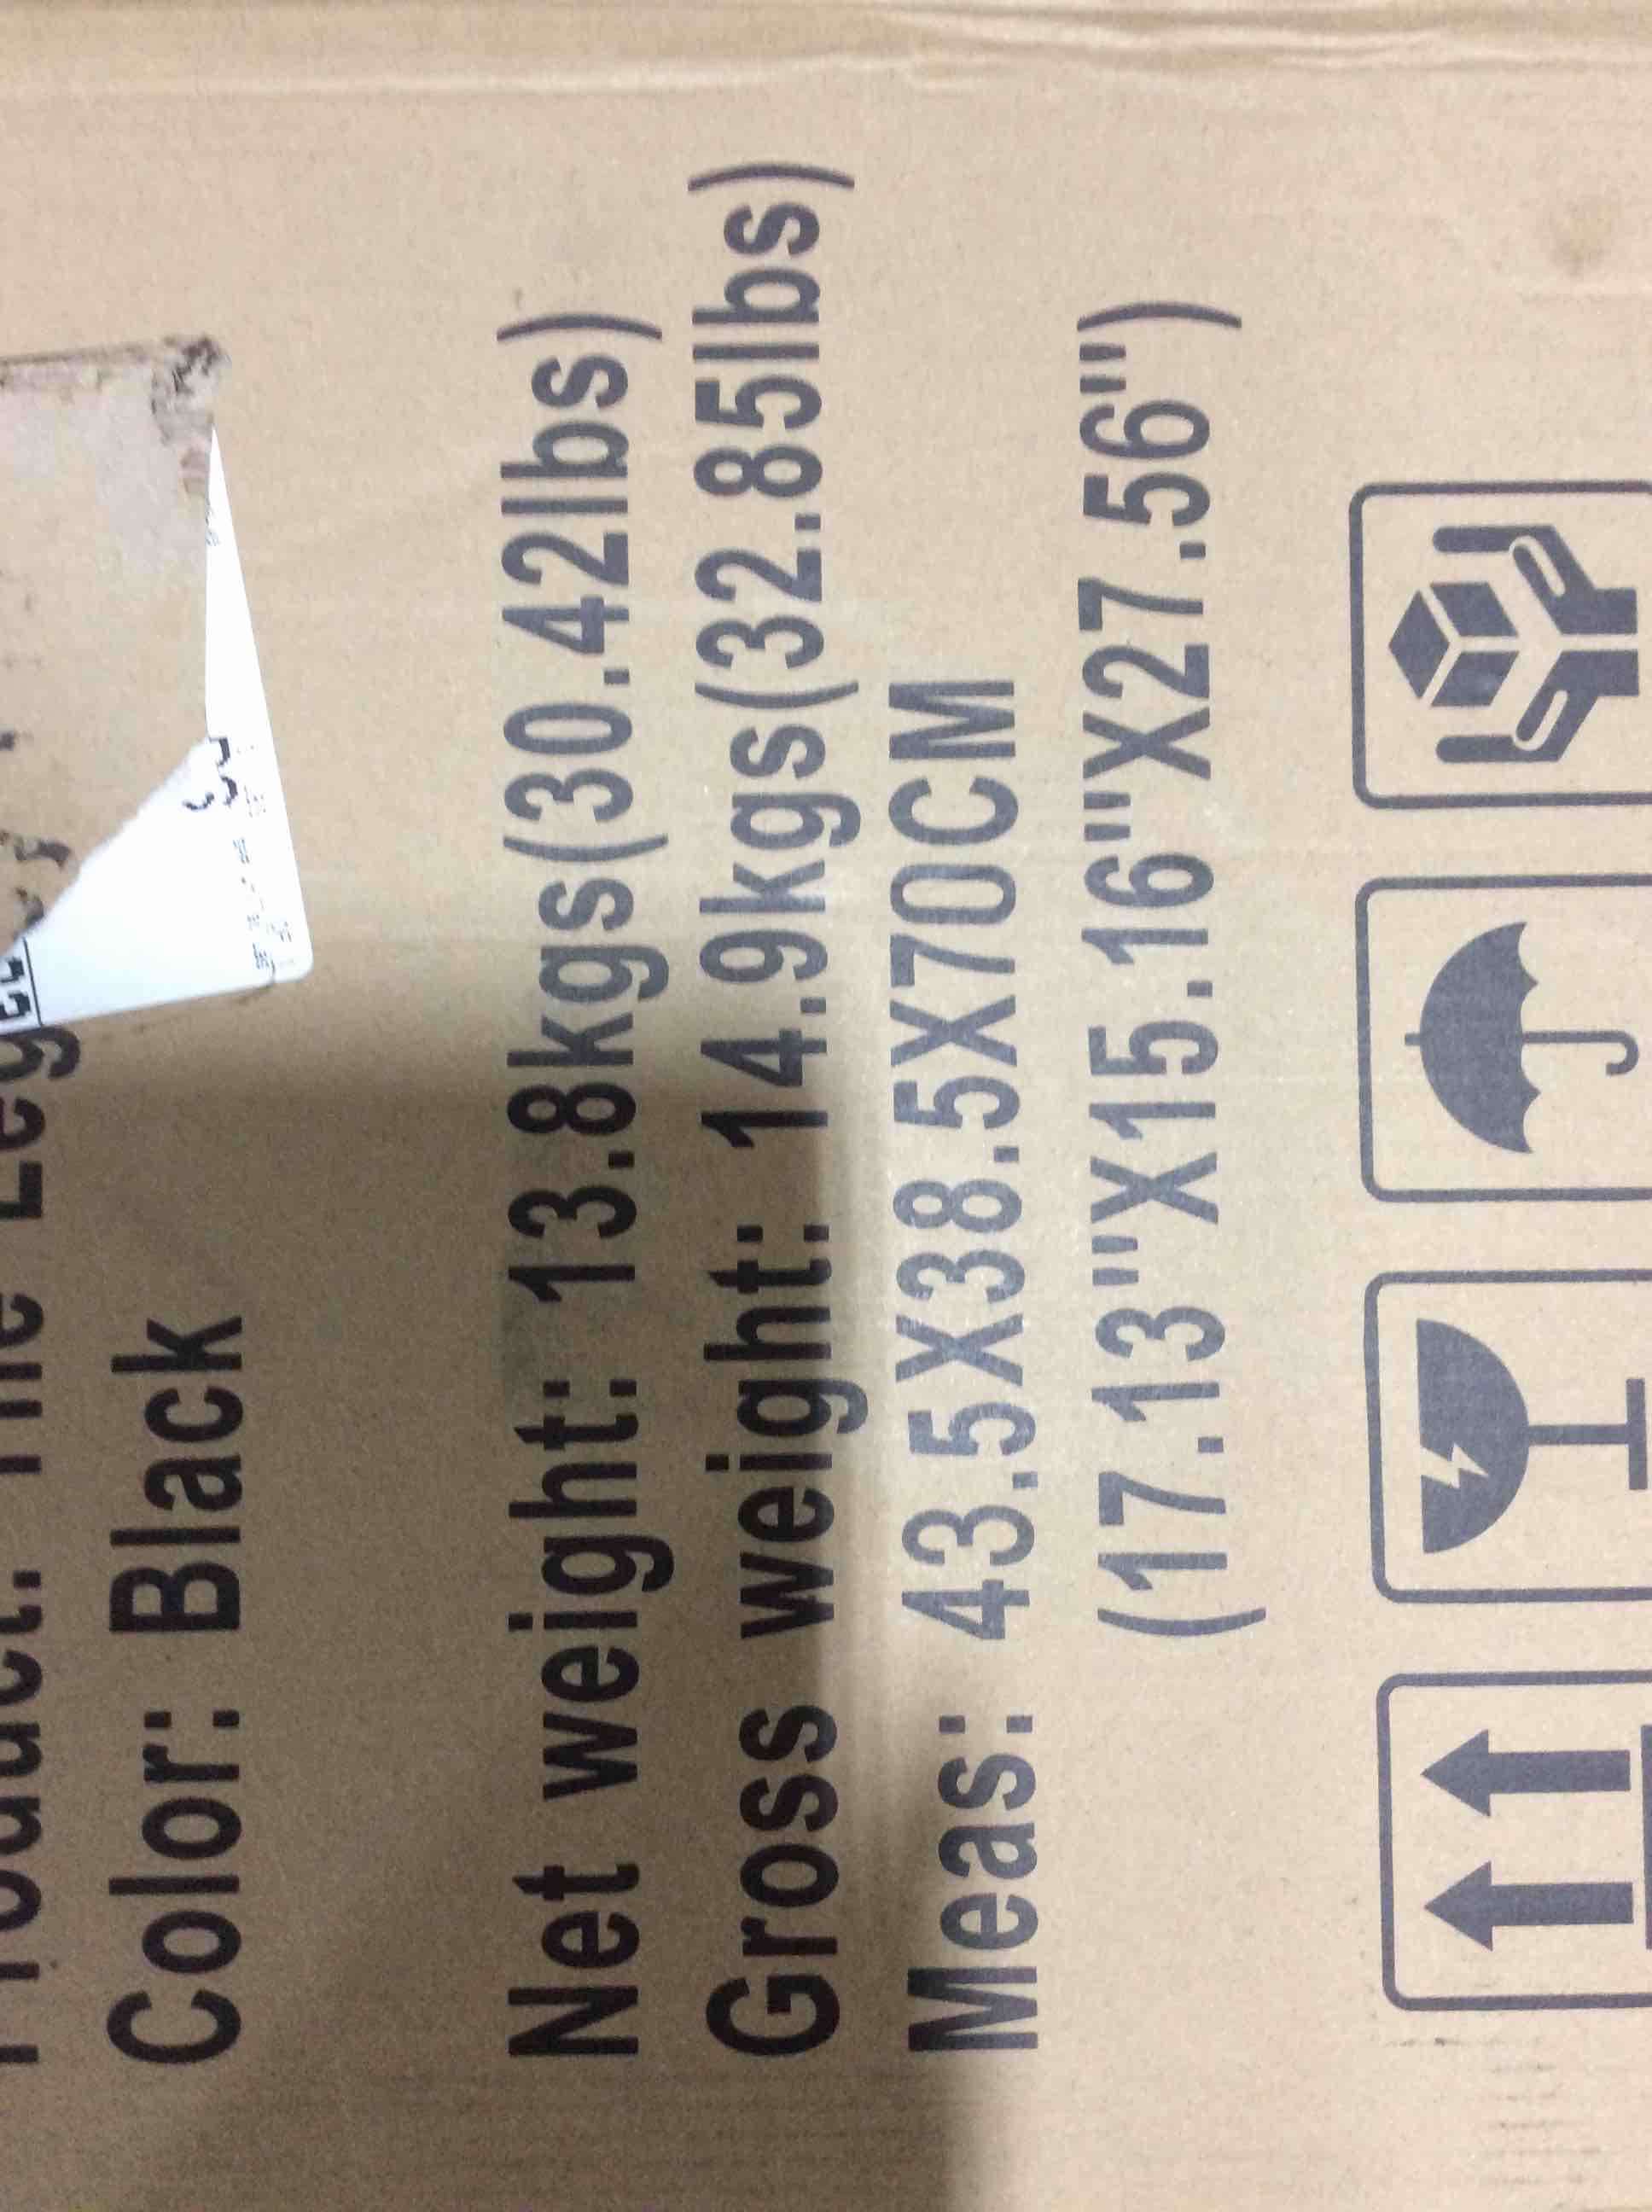 Color: Black
Net weight: 13.8kgs(30.42lbs)
Gross weight: 14.9kgs(32.85lbs)
Meas: 43.5X38.5X70CM
(17.13"X15.16"X27.56")